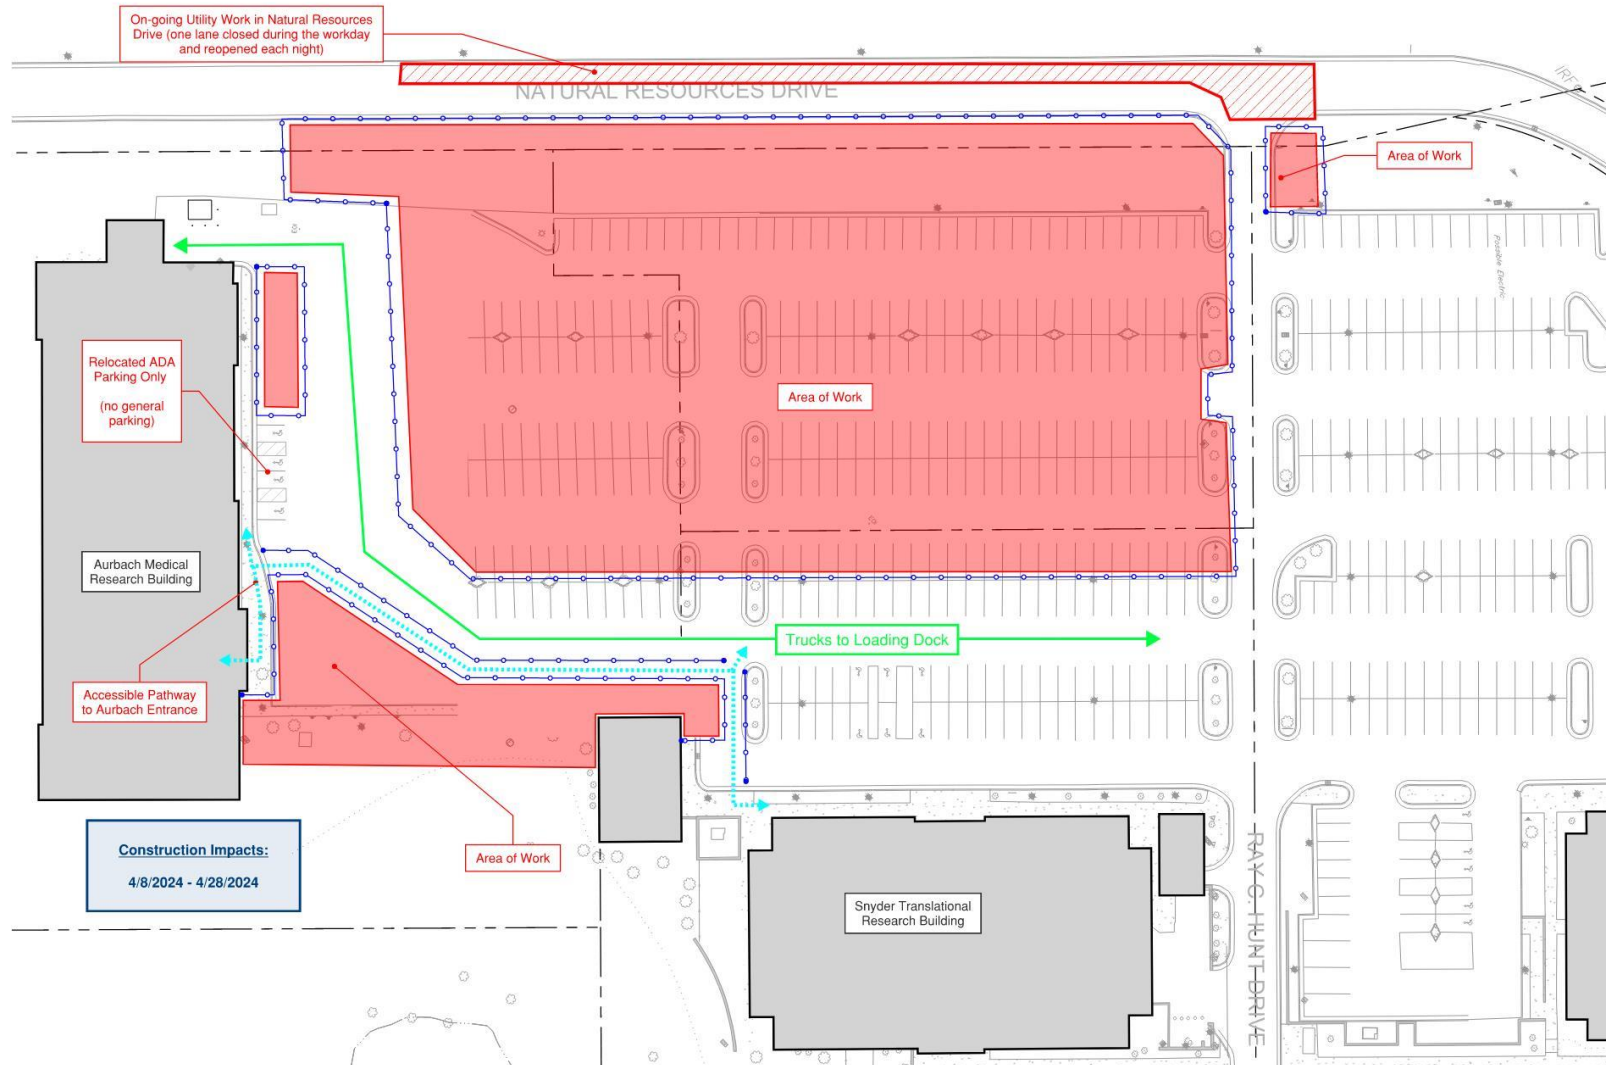 On-going Utility Work in Natural Resources
Drive (one lane closed during the workday
and reopened each night)
NATURAL RESOURCES DRIVE
Area of Work
Possible Electric
Relocated ADA
Parking Only
(no general
parking)
Area of Work
Aurbach Medical
Research Building
Trucks to Loading Dock
Accessible Pathway
to Aurbach Entrance
Construction Impacts:
4/8/2024 - 4/28/2024
Area of Work
Snyder Translational
Research Building
RAY C. HUNT DRIVE